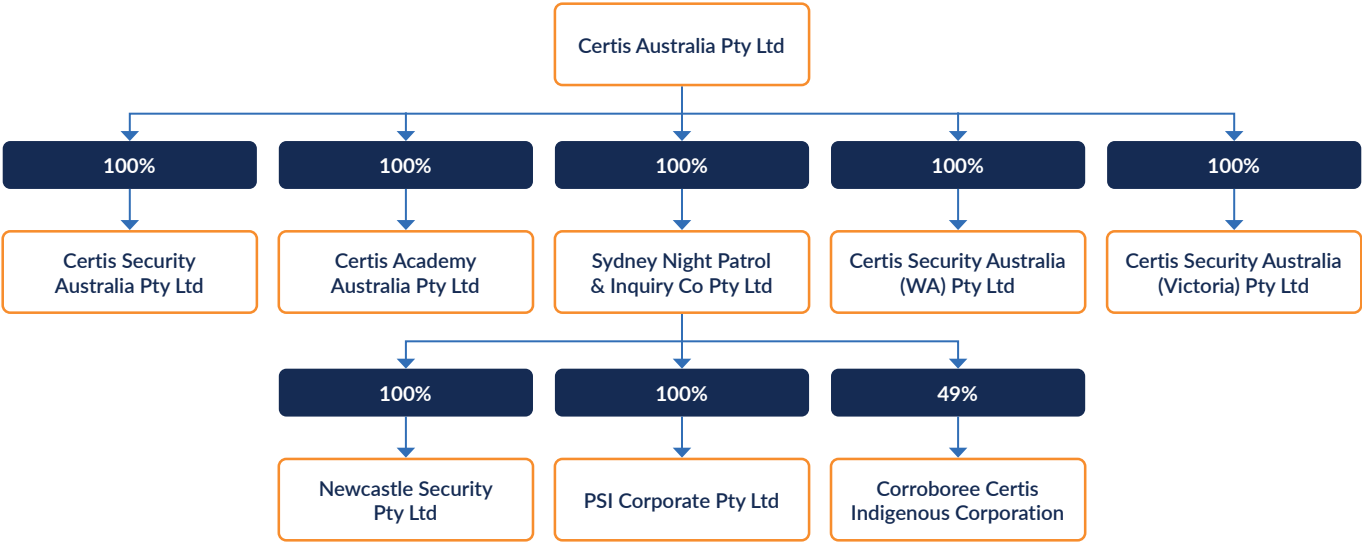 Certis Australia Pty Ltd
100%
100%
100%
100%
100%
Certis Security
Australia Pty Ltd
Certis Academy
Australia Pty Ltd
Sydney Night Patrol
& Inquiry Co Pty Ltd
Certis Security Australia
(WA) Pty Ltd
Certis Security Australia
(Victoria) Pty Ltd
100%
100%
49%
Newcastle Security
Pty Ltd
PSI Corporate Pty Ltd
Corroboree Certis
Indigenous Corporation